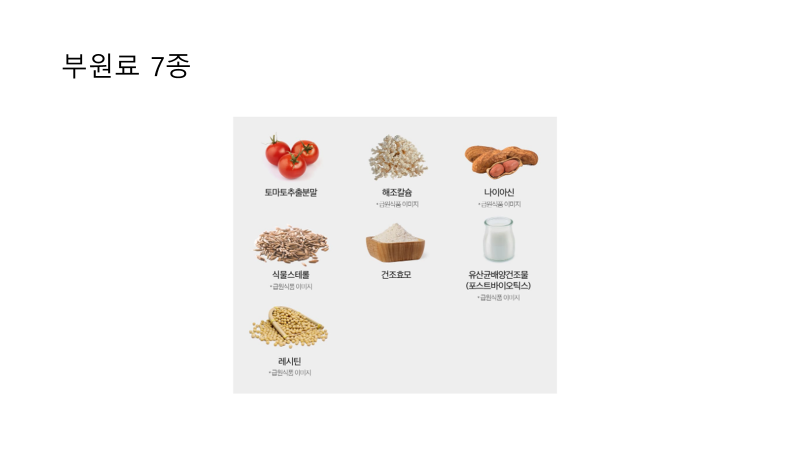 부원료 7종
토마토추출분말
해조칼슘
*급원식품 이미지
나이아신
*급원식품 이미지
식물스테롤
*급원식품 이미지
건조효모
유산균배양건조물
(포스트바이오틱스)
*급원식품 이미지
레시틴
*급원식품 이미지